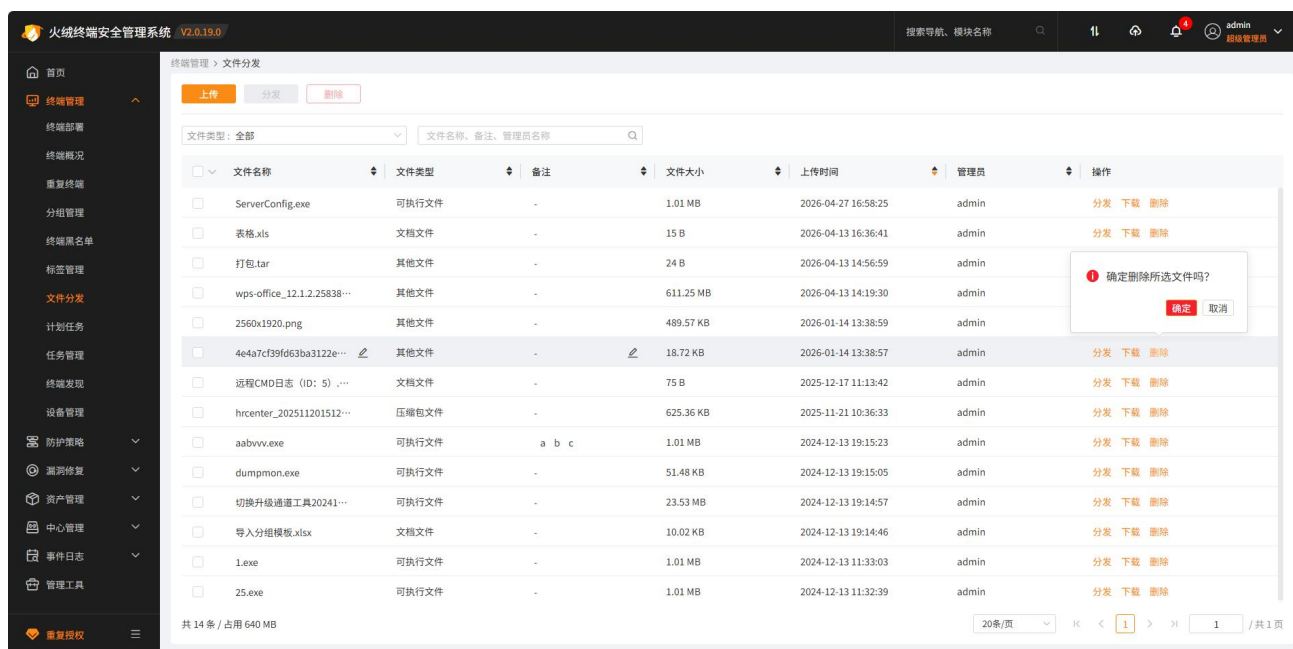 火绒终端安全管理系统 V2.0.19.0 搜索导航、模块名称 4 admin
超级管理员
首页
终端管理
终端部署
终端概况
重复终端
分组管理
终端黑名单
标签管理
文件分发
计划任务
任务管理
终端发现
设备管理
防护策略
漏洞修复
资产管理
中心管理
事件日志
管理工具
重复授权
终端管理 > 文件分发
上传 分发 删除
文件类型: 全部 文件名称、备注、管理员名称
文件名称 文件类型 备注 文件大小 上传时间 管理员 操作
ServerConfig.exe 可执行文件 - 1.01 MB 2026-04-27 16:58:25 admin 分发 下载 删除
表格.xls 文档文件 - 15 B 2026-04-13 16:36:41 admin 分发 下载 删除
打包.tar 其他文件 - 24 B 2026-04-13 14:56:59 admin
wps-office_12.1.2.25838… 其他文件 - 611.25 MB 2026-04-13 14:19:30 admin
2560x1920.png 其他文件 - 489.57 KB 2026-01-14 13:38:59 admin
确定删除所选文件吗?
确定 取消
4e4a7cf39fd63ba3122e… 其他文件 - 18.72 KB 2026-01-14 13:38:57 admin 分发 下载 删除
远程CMD日志（ID：5）.… 文档文件 - 75 B 2025-12-17 11:13:42 admin 分发 下载 删除
hrcenter_202511201512… 压缩包文件 - 625.36 KB 2025-11-21 10:36:33 admin 分发 下载 删除
aabvvv.exe 可执行文件 a b c 1.01 MB 2024-12-13 19:15:23 admin 分发 下载 删除
dumpmon.exe 可执行文件 - 51.48 KB 2024-12-13 19:15:05 admin 分发 下载 删除
切换升级通道工具20241… 可执行文件 - 23.53 MB 2024-12-13 19:14:57 admin 分发 下载 删除
导入分组模板.xlsx 文档文件 - 10.02 KB 2024-12-13 19:14:46 admin 分发 下载 删除
1.exe 可执行文件 - 1.01 MB 2024-12-13 11:33:03 admin 分发 下载 删除
25.exe 可执行文件 - 1.01 MB 2024-12-13 11:32:39 admin 分发 下载 删除
共 14 条 / 占用 640 MB 20条/页 1 1 / 共 1 页